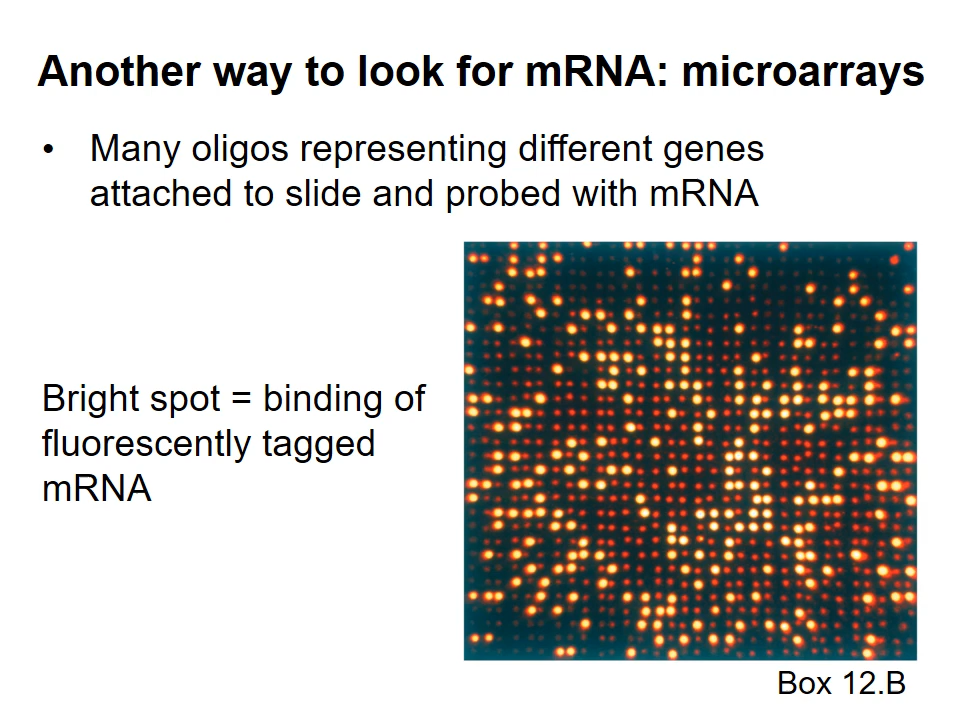 Another way to look for mRNA: microarrays
• Many oligos representing different genes
attached to slide and probed with mRNA
Bright spot = binding of
fluorescently tagged
mRNA
Box 12.B